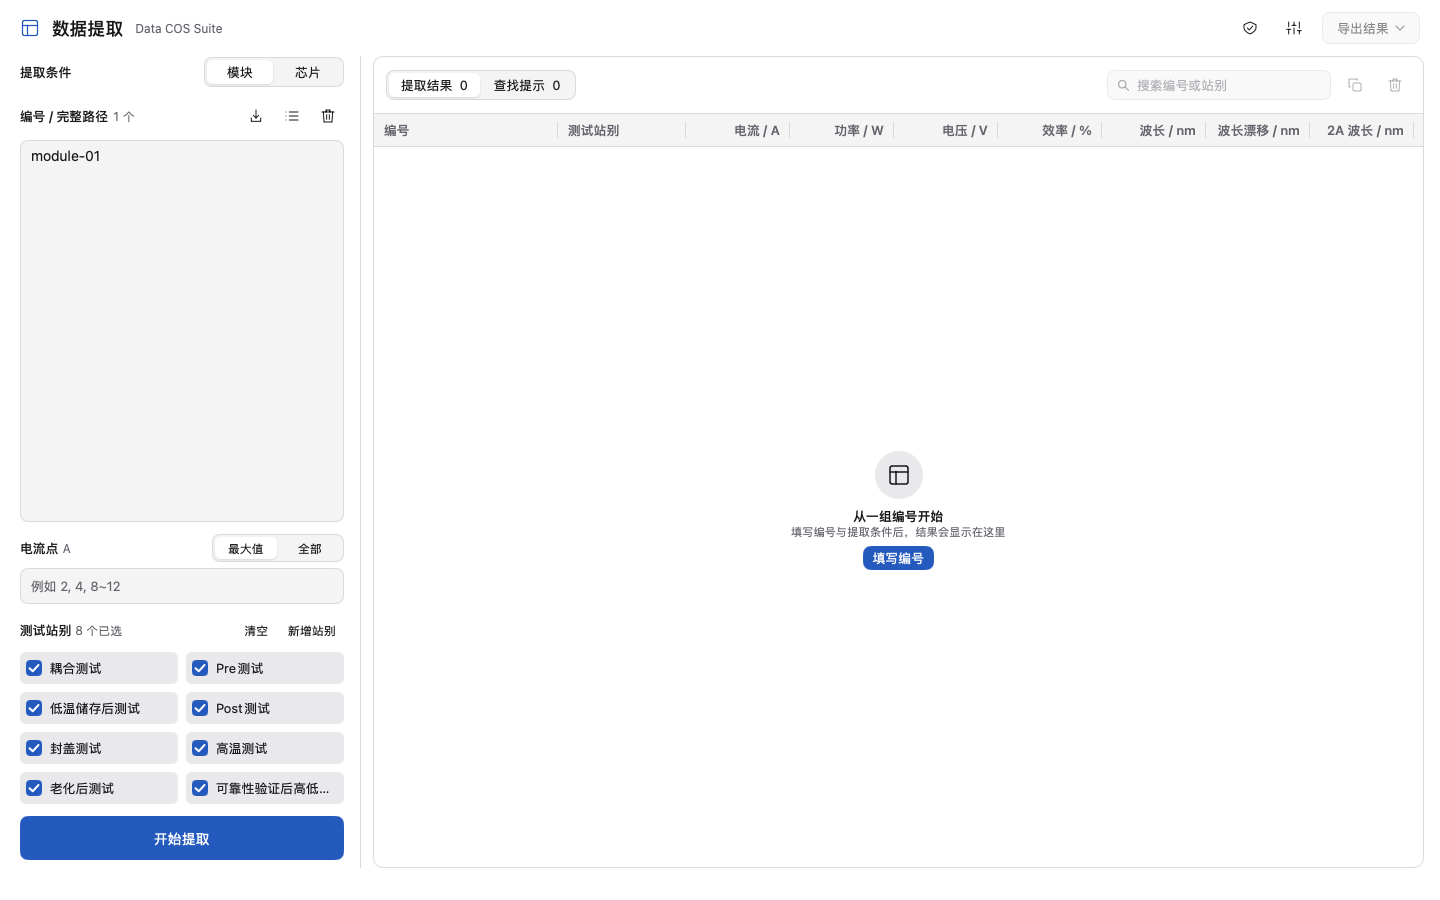 数据提取 Data COS Suite
导出结果
提取条件
模块 芯片
编号 / 完整路径 1 个
module-01
电流点 A
最大值 全部
例如 2, 4, 8~12
测试站别 8 个已选
清空 新增站别
耦合测试 Pre测试
低温储存后测试 Post测试
封盖测试 高温测试
老化后测试 可靠性验证后高低...
开始提取
提取结果 0 查找提示 0
搜索编号或站别
编号 测试站别 电流 / A 功率 / W 电压 / V 效率 / % 波长 / nm 波长漂移 / nm 2A 波长 / nm
从一组编号开始
填写编号与提取条件后，结果会显示在这里
填写编号